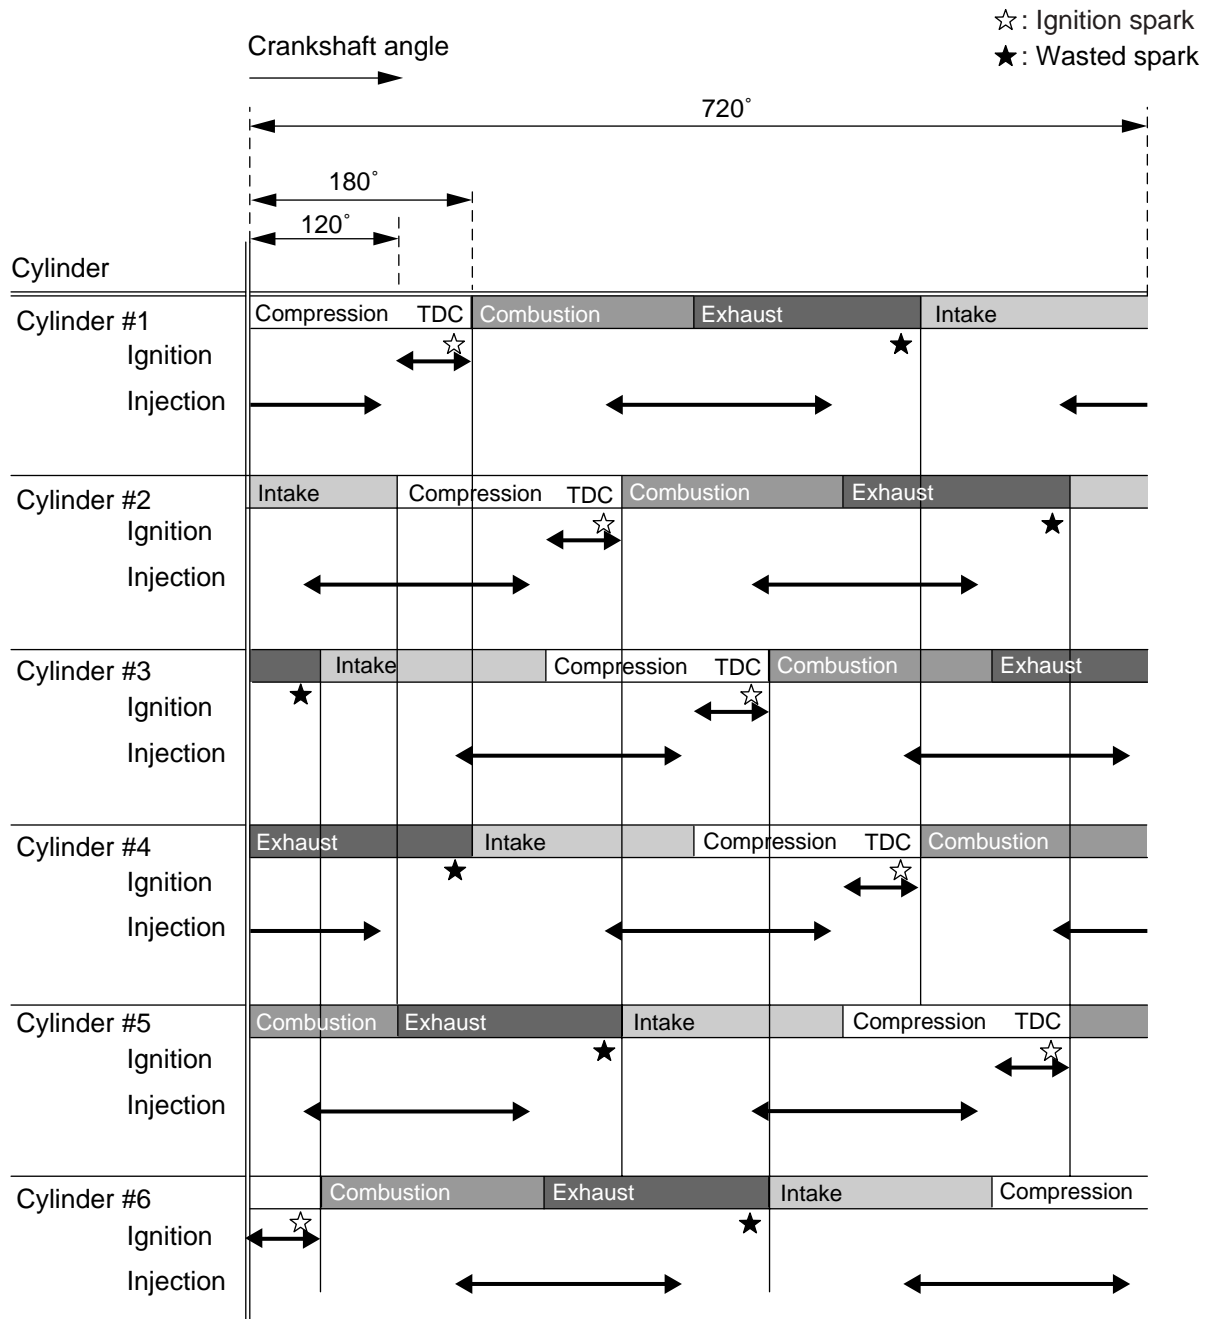 ☆: Ignition spark
★: Wasted spark
Crankshaft angle
720˚
180˚
120˚
Cylinder
Cylinder #1
Compression TDC Combustion Exhaust Intake
Ignition
Injection
Cylinder #2
Intake Compression TDC Combustion Exhaust
Ignition
Injection
Cylinder #3
Intake Compression TDC Combustion Exhaust
Ignition
Injection
Cylinder #4
Exhaust Intake Compression TDC Combustion
Ignition
Injection
Cylinder #5
Combustion Exhaust Intake Compression TDC
Ignition
Injection
Cylinder #6
Combustion Exhaust Intake Compression
Ignition
Injection